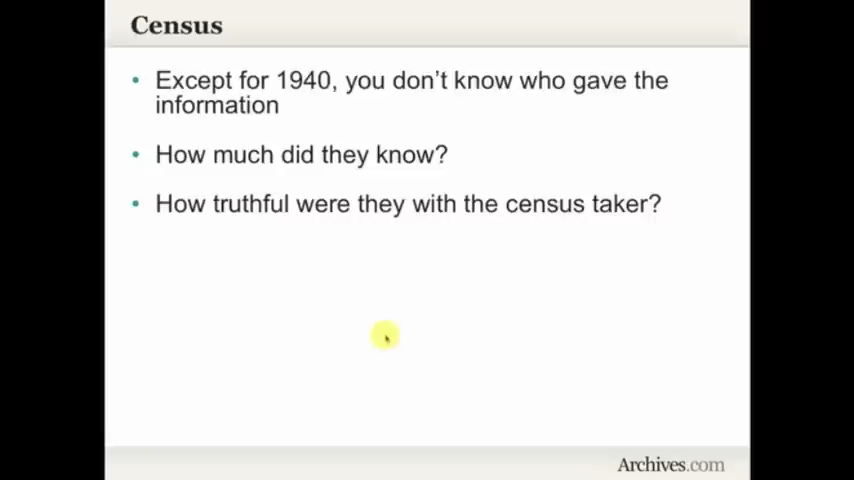 Census
• Except for 1940, you don't know who gave the
information
• How much did they know?
• How truthful were they with the census taker?
Archives.com